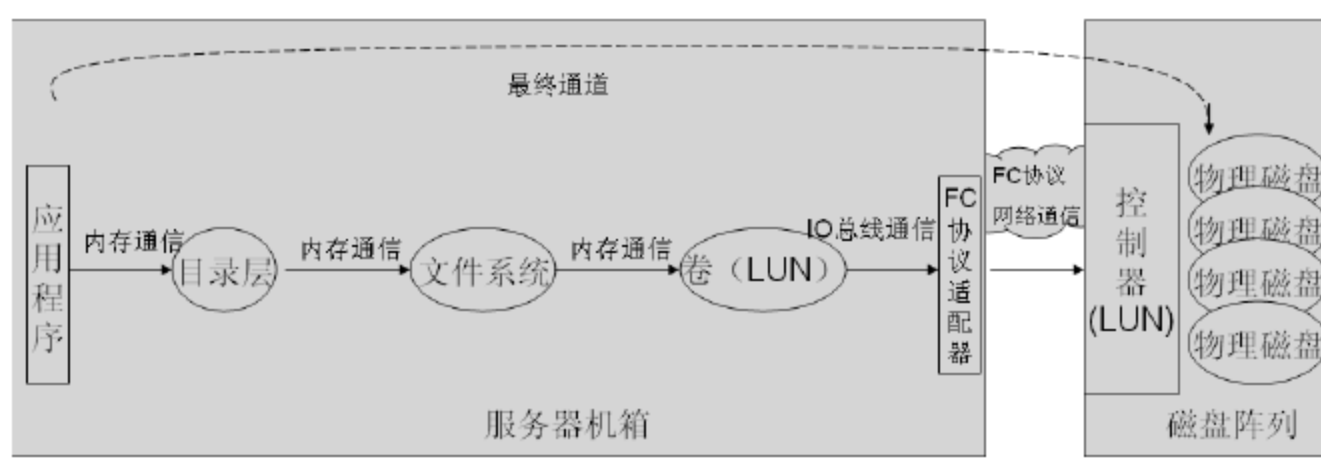 最终通道
应用程序
内存通信
目录层
内存通信
文件系统
内存通信
卷（LUN）
IO总线通信
FC
协
议
适
配
器
FC协议
网络通信
控
制
器
(LUN)
物理磁盘
物理磁盘
物理磁盘
物理磁盘
服务器机箱
磁盘阵列